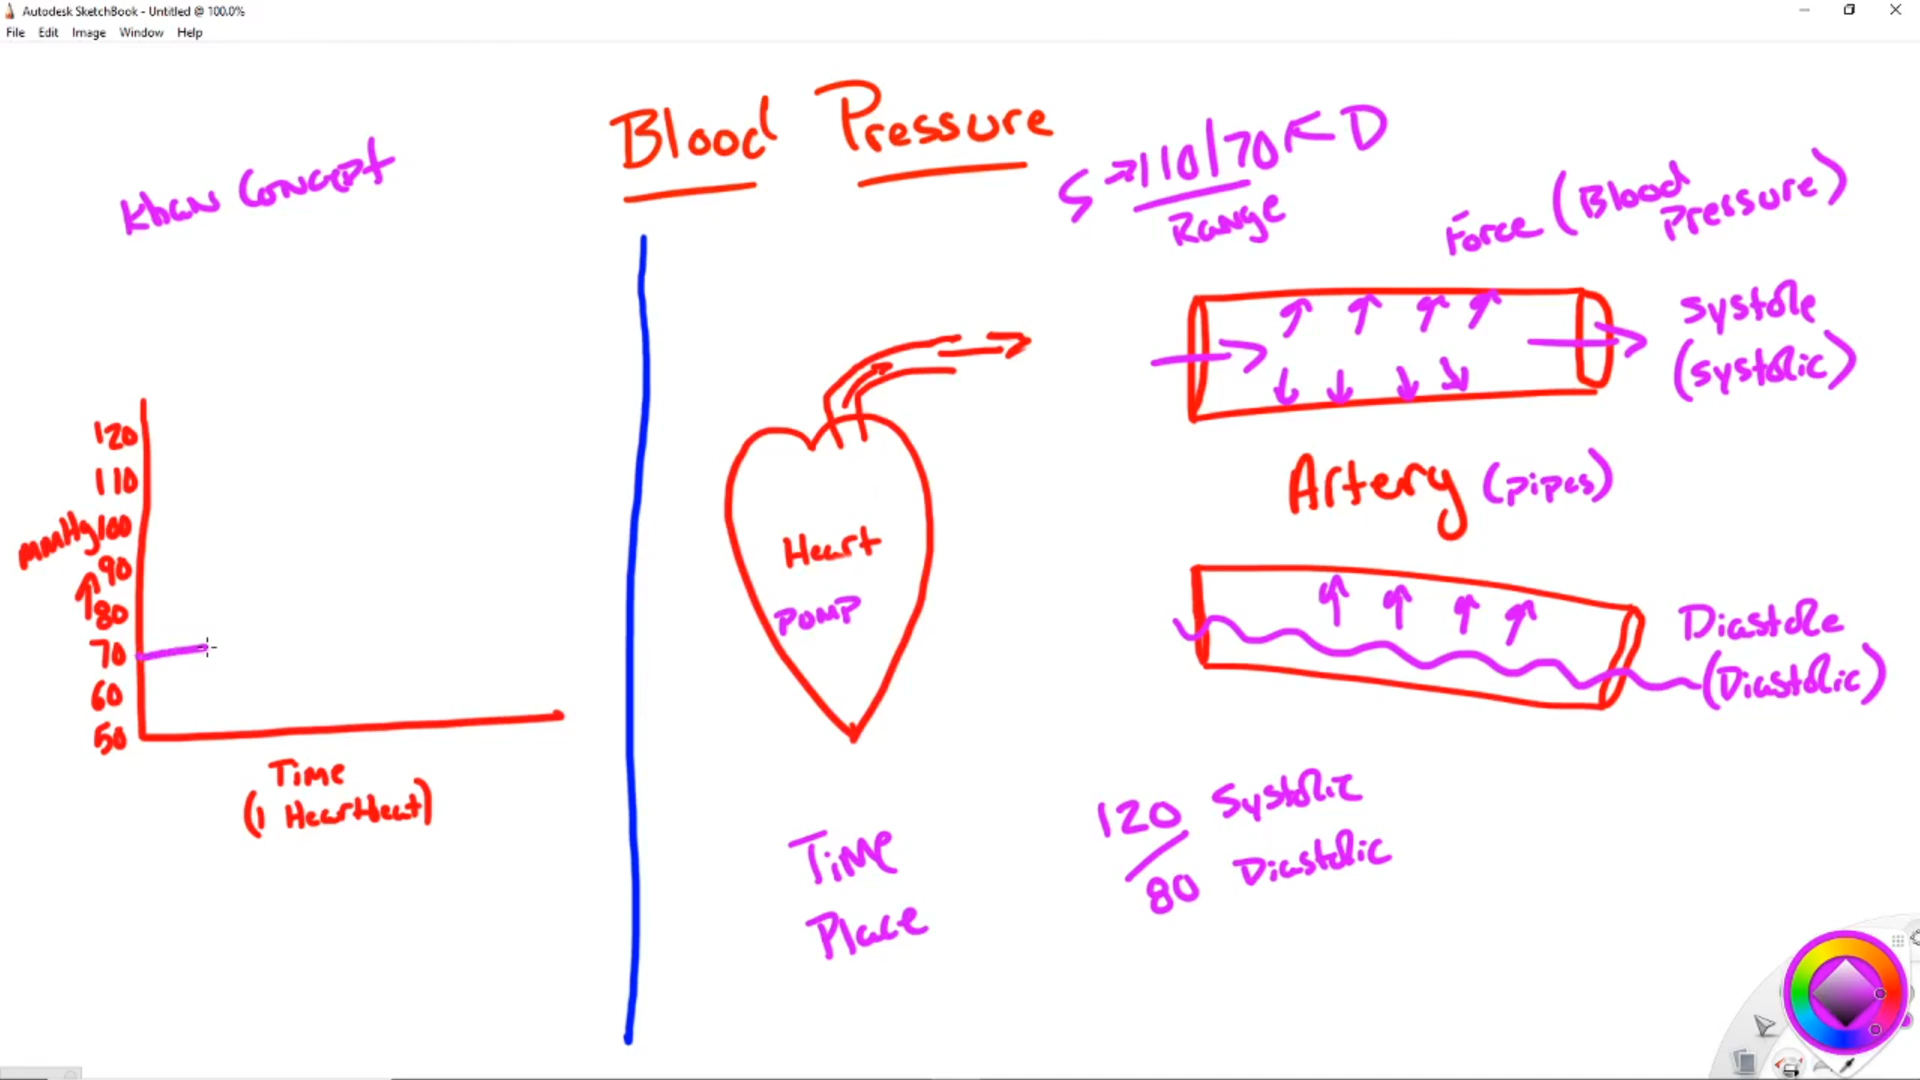 Autodesk SketchBook - Untitled @ 100.0%
File Edit Image Window Help
Blood Pressure
Khan Concept
S→110/70←D
Range
Force (Blood
Pressure)
Systole
(Systolic)
120
110
mmHg 100
90
80
70
60
50
Time
(1 Heartbeat)
Heart
Pomp
Artery (pipes)
Diastole
(Diastolic)
Time
Place
120 Systolic
80 Diastolic